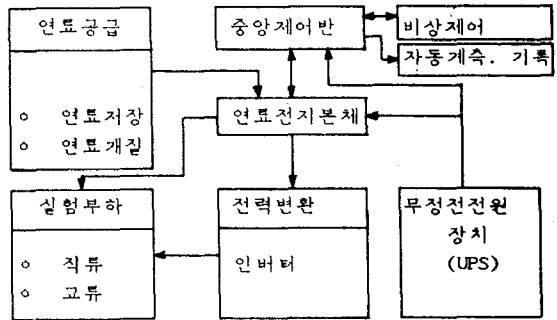 연료공급
○ 연료저장
○ 연료개질
중앙제어반
비상제어
자동계측. 기록
연료전지본체
실험부하
○ 직류
○ 고류
전력변환
인버터
무정전전원
장치
(UPS)